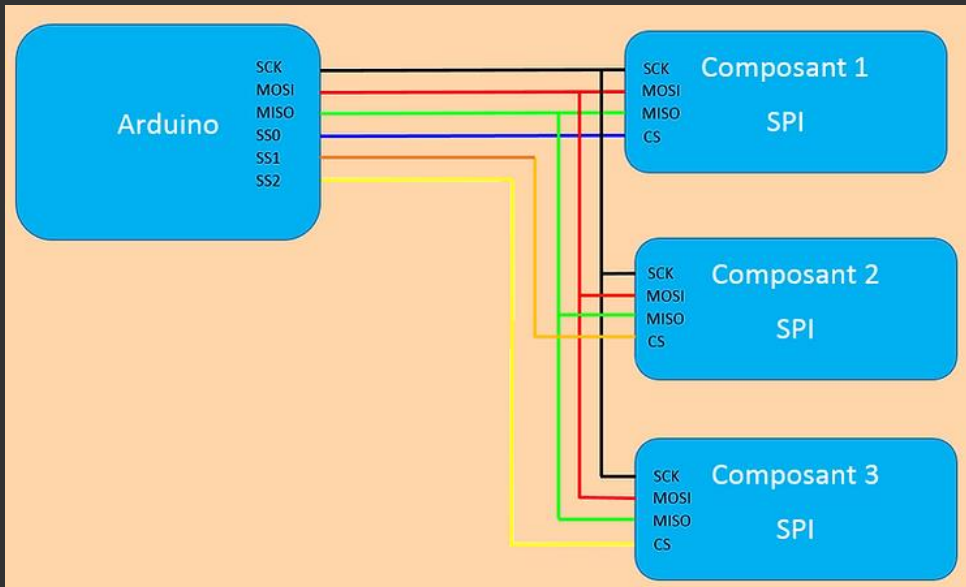 Arduino
SCK
MOSI
MISO
SS0
SS1
SS2
Composant 1
SPI
SCK
MOSI
MISO
CS
Composant 2
SPI
SCK
MOSI
MISO
CS
Composant 3
SPI
SCK
MOSI
MISO
CS